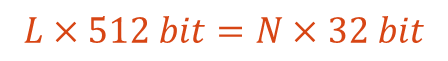 L × 512 bit = N × 32 bit